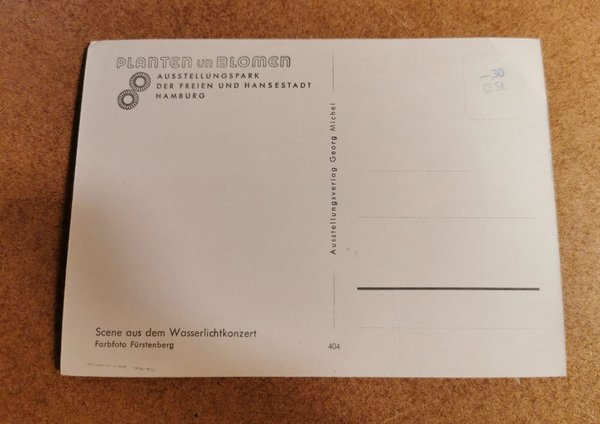 PLANTEN un BLOMEN
AUSSTELLUNGSPARK
DER FREIEN UND HANSESTADT
HAMBURG
Ausstellungsverlag Georg Michel
-30
G.St
Scene aus dem Wasserlichtkonzert
Farbfoto Fürstenberg
404